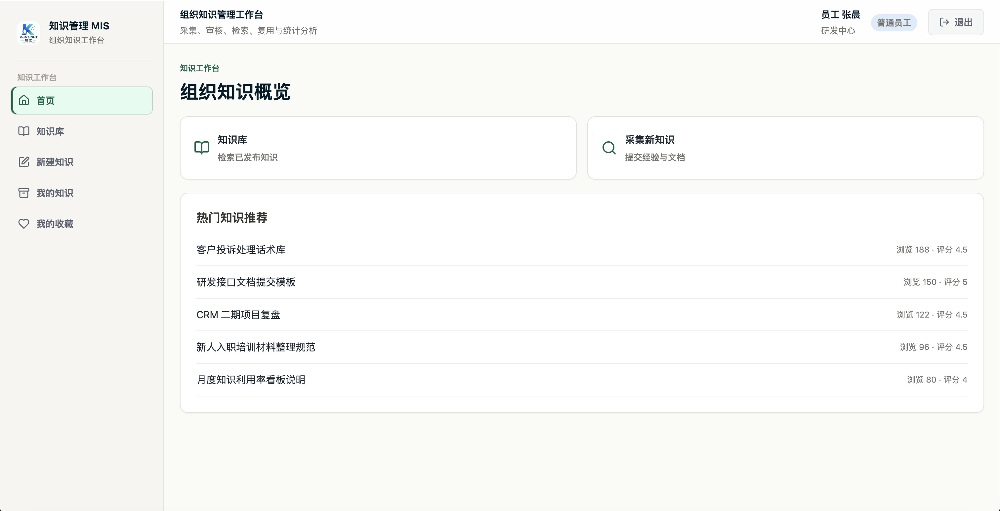 K-INSIGHT
知汇
知识管理 MIS
组织知识工作台
知识工作台
首页
知识库
新建知识
我的知识
我的收藏
组织知识管理工作台
采集、审核、检索、复用与统计分析
员工 张晨
研发中心
普通员工
退出
知识工作台
组织知识概览
知识库
检索已发布知识
采集新知识
提交经验与文档
热门知识推荐
客户投诉处理话术库
浏览 188 · 评分 4.5
研发接口文档提交模板
浏览 150 · 评分 5
CRM 二期项目复盘
浏览 122 · 评分 4.5
新人入职培训材料整理规范
浏览 96 · 评分 4.5
月度知识利用率看板说明
浏览 80 · 评分 4